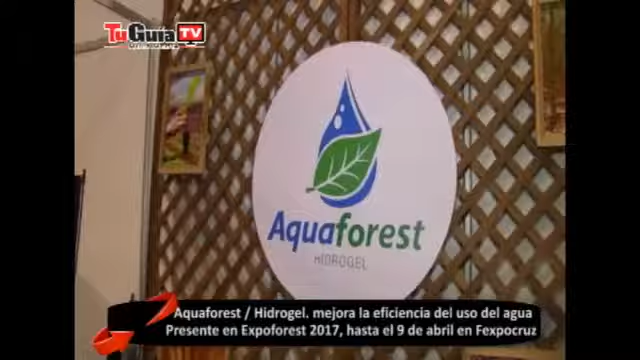 TuGuía TV
Aquaforest
HIDROGEL
Aquaforest / Hidrogel. mejora la eficiencia del uso del agua
Presente en Expoforest 2017, hasta el 9 de abril en Fexpocruz